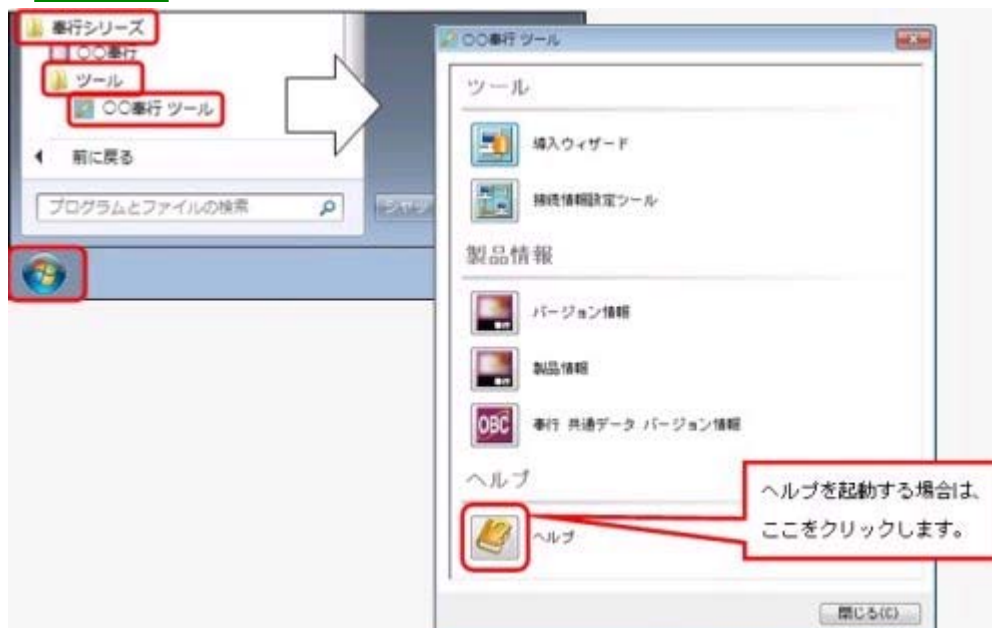 奉行シリーズ
〇〇奉行
ツール
〇〇奉行 ツール
前に戻る
プログラムとファイルの検索
シャッ
〇〇奉行 ツール
ツール
導入ウィザード
接続情報設定ツール
製品情報
バージョン情報
製品情報
OBC
奉行 共通データ バージョン情報
ヘルプ
ヘルプ
ヘルプを起動する場合は、
ここをクリックします。
閉じる(C)